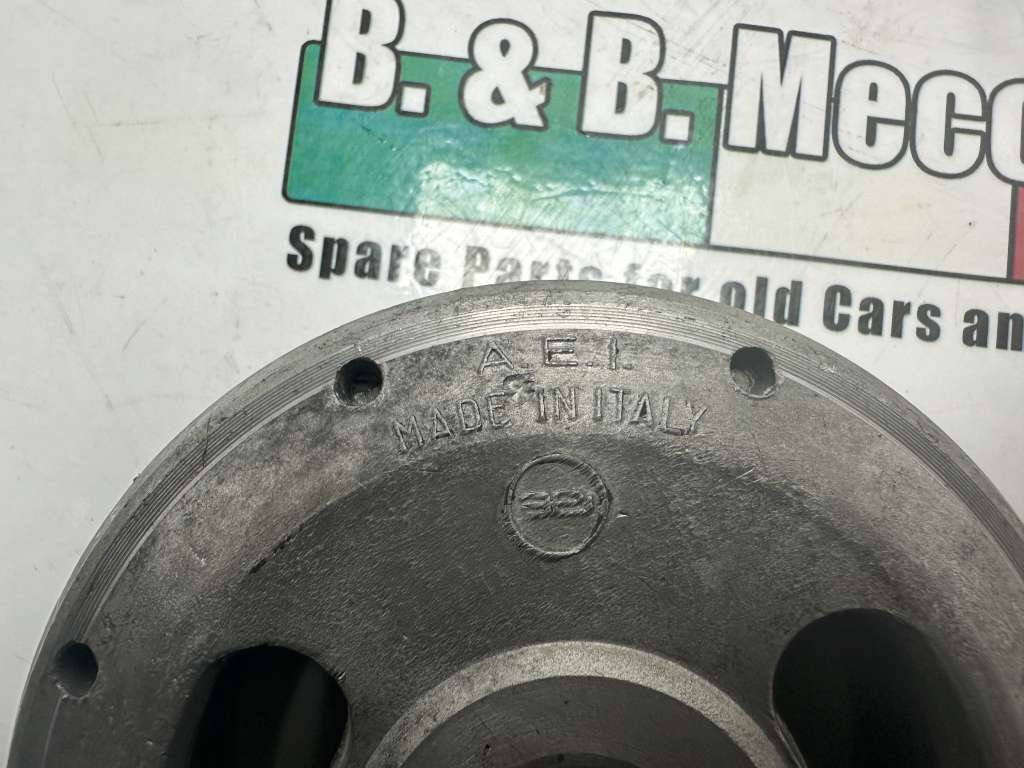 B. & B. Mecc
Spare Parts for old Cars an
A.E.I.
MADE IN ITALY